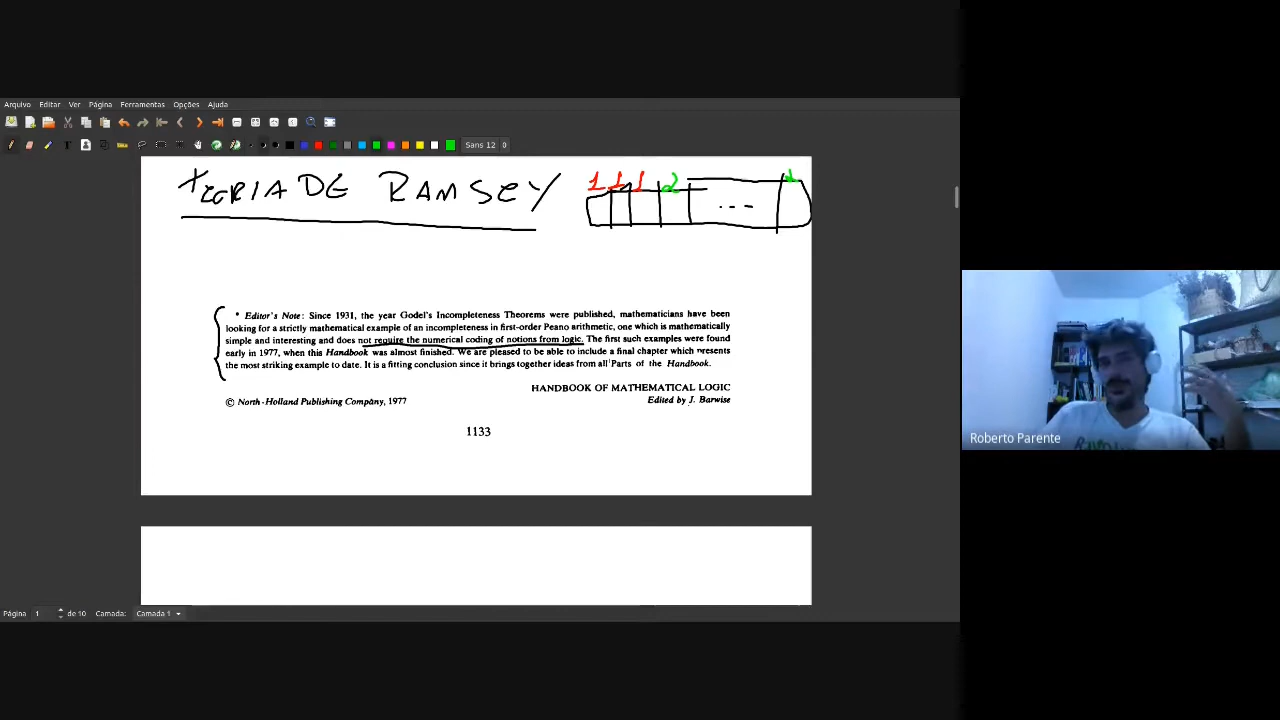 Arquivo Editar Ver Página Ferramentas Opções Ajuda
Sans 12
TEORIA DE RAMSEY
1 1 1 2 1
...
* Editor's Note: Since 1931, the year Godel's Incompleteness Theorems were published, mathematicians have been
looking for a strictly mathematical example of an incompleteness in first-order Peano arithmetic, one which is mathematically
simple and interesting and does not require the numerical coding of notions from logic. The first such examples were found
early in 1977, when this Handbook was almost finished. We are pleased to be able to include a final chapter which presents
the most striking example to date. It is a fitting conclusion since it brings together ideas from all Parts of the Handbook.
HANDBOOK OF MATHEMATICAL LOGIC
© North-Holland Publishing Company, 1977
Edited by J. Barwise
1133
Roberto Parente
Página 1 de 10 Camada: Camada 1